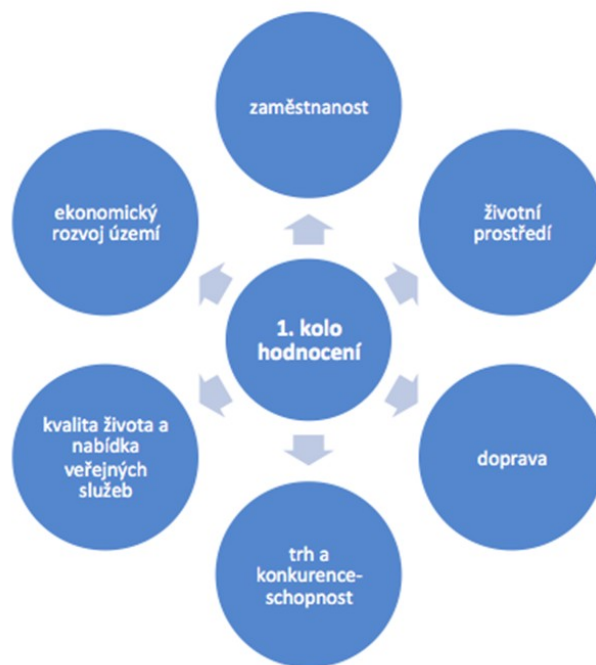 zaměstnanost
ekonomický
rozvoj území
životní
prostředí
1. kolo
hodnocení
kvalita života a
nabídka
veřejných
služeb
doprava
trh a
konkurence-
schopnost